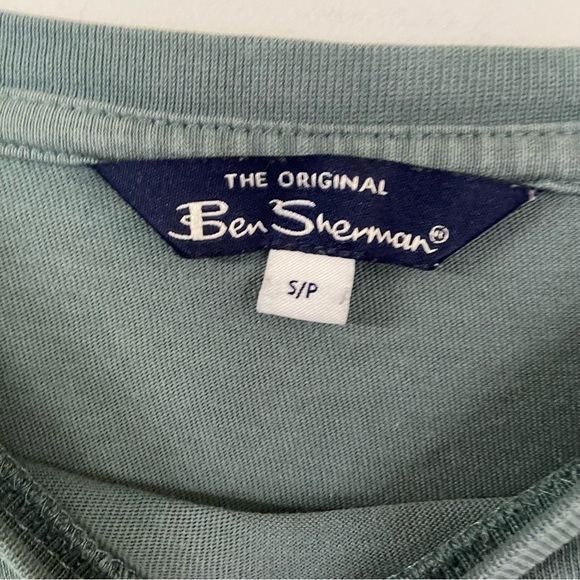 THE ORIGINAL
Ben Sherman®
S/P